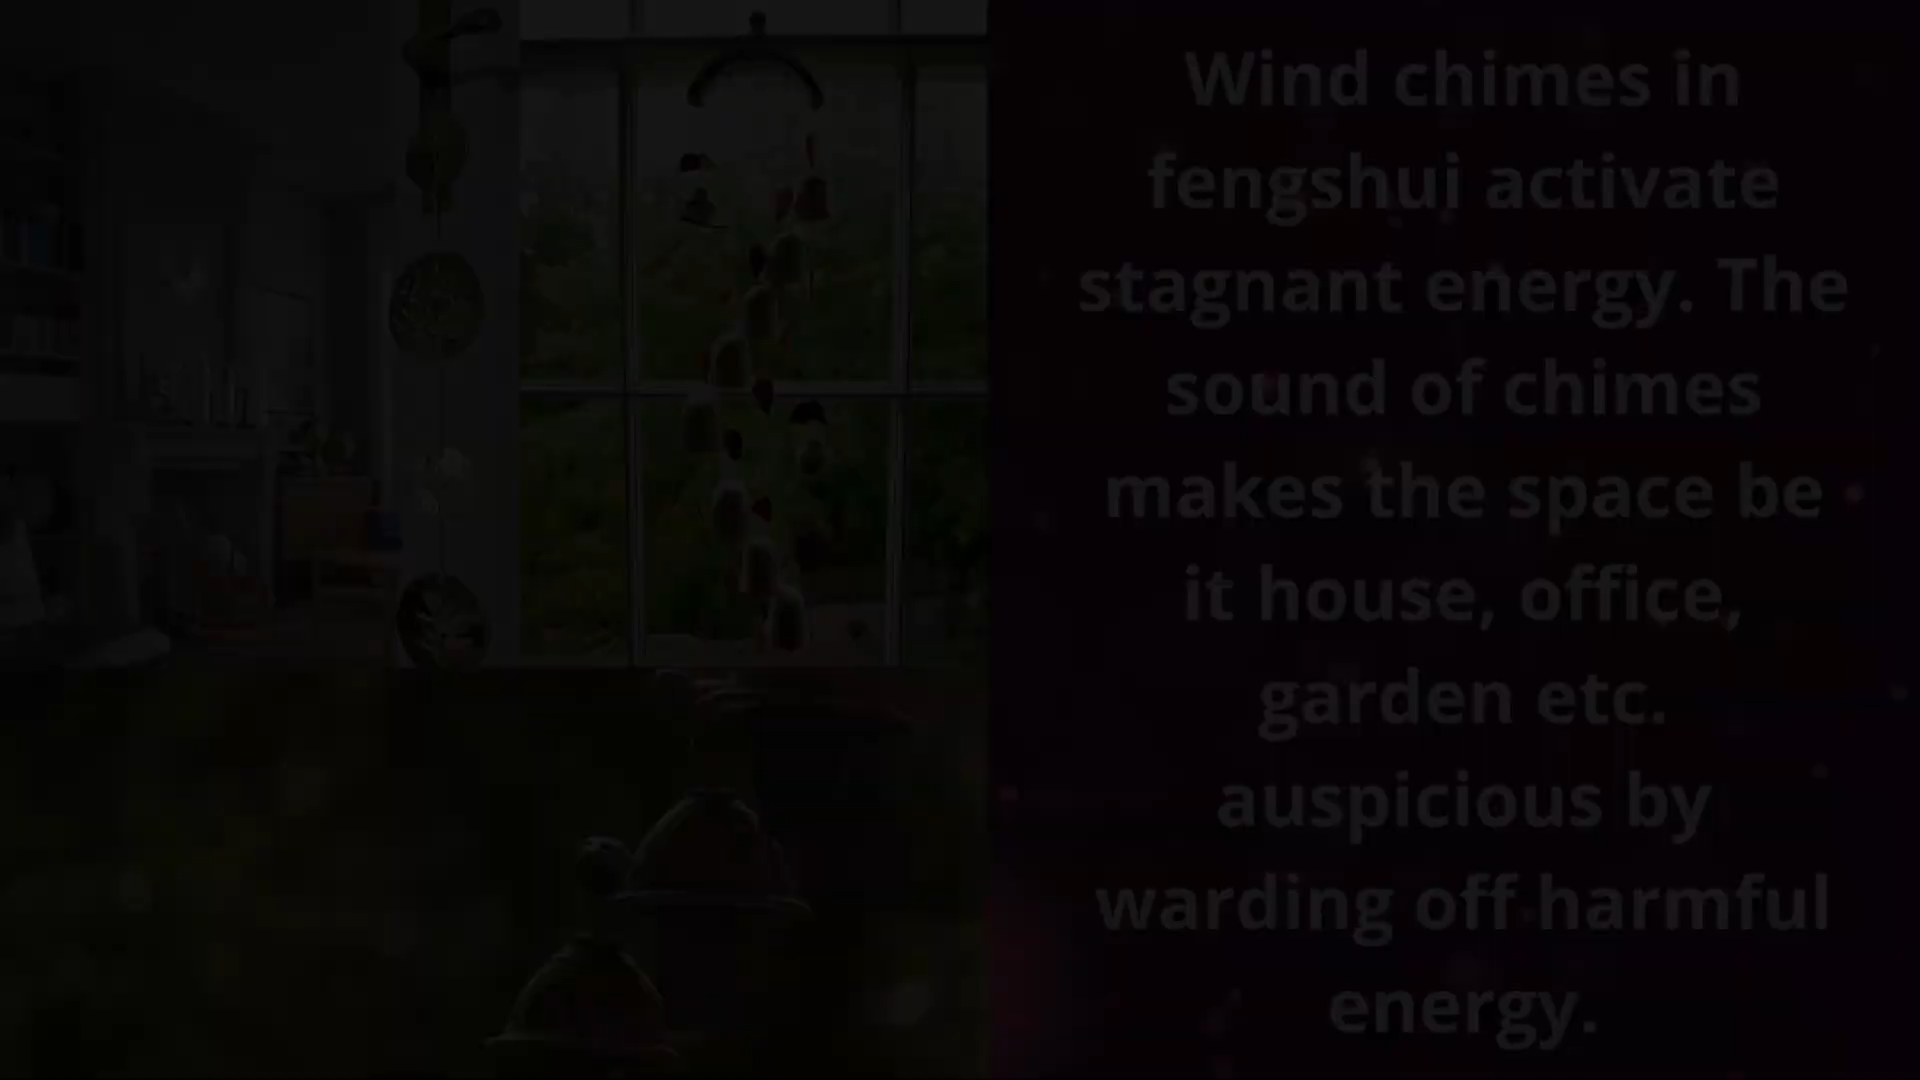 Wind chimes in
fengshui activate
stagnant energy. The
sound of chimes
makes the space be
it house, office,
garden etc.
auspicious by
warding off harmful
energy.